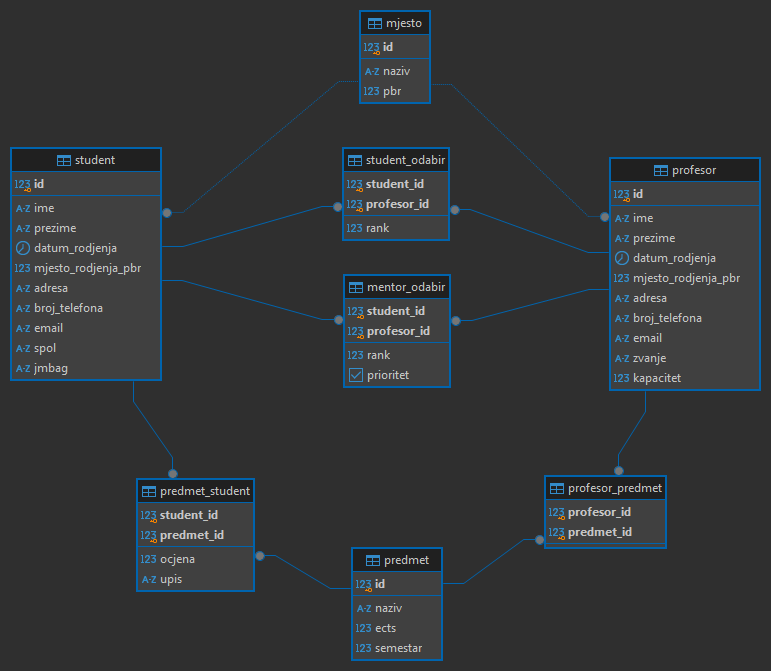 mjesto
123 id
A-Z naziv
123 pbr
student
123 id
A-Z ime
A-Z prezime
datum_rodjenja
123 mjesto_rodjenja_pbr
A-Z adresa
A-Z broj_telefona
A-Z email
A-Z spol
A-Z jmbag
student_odabir
123 student_id
123 profesor_id
123 rank
mentor_odabir
123 student_id
123 profesor_id
123 rank
prioritet
profesor
123 id
A-Z ime
A-Z prezime
datum_rodjenja
123 mjesto_rodjenja_pbr
A-Z adresa
A-Z broj_telefona
A-Z email
A-Z zvanje
123 kapacitet
predmet_student
123 student_id
123 predmet_id
123 ocjena
A-Z upis
predmet
123 id
A-Z naziv
123 ects
123 semestar
profesor_predmet
123 profesor_id
123 predmet_id